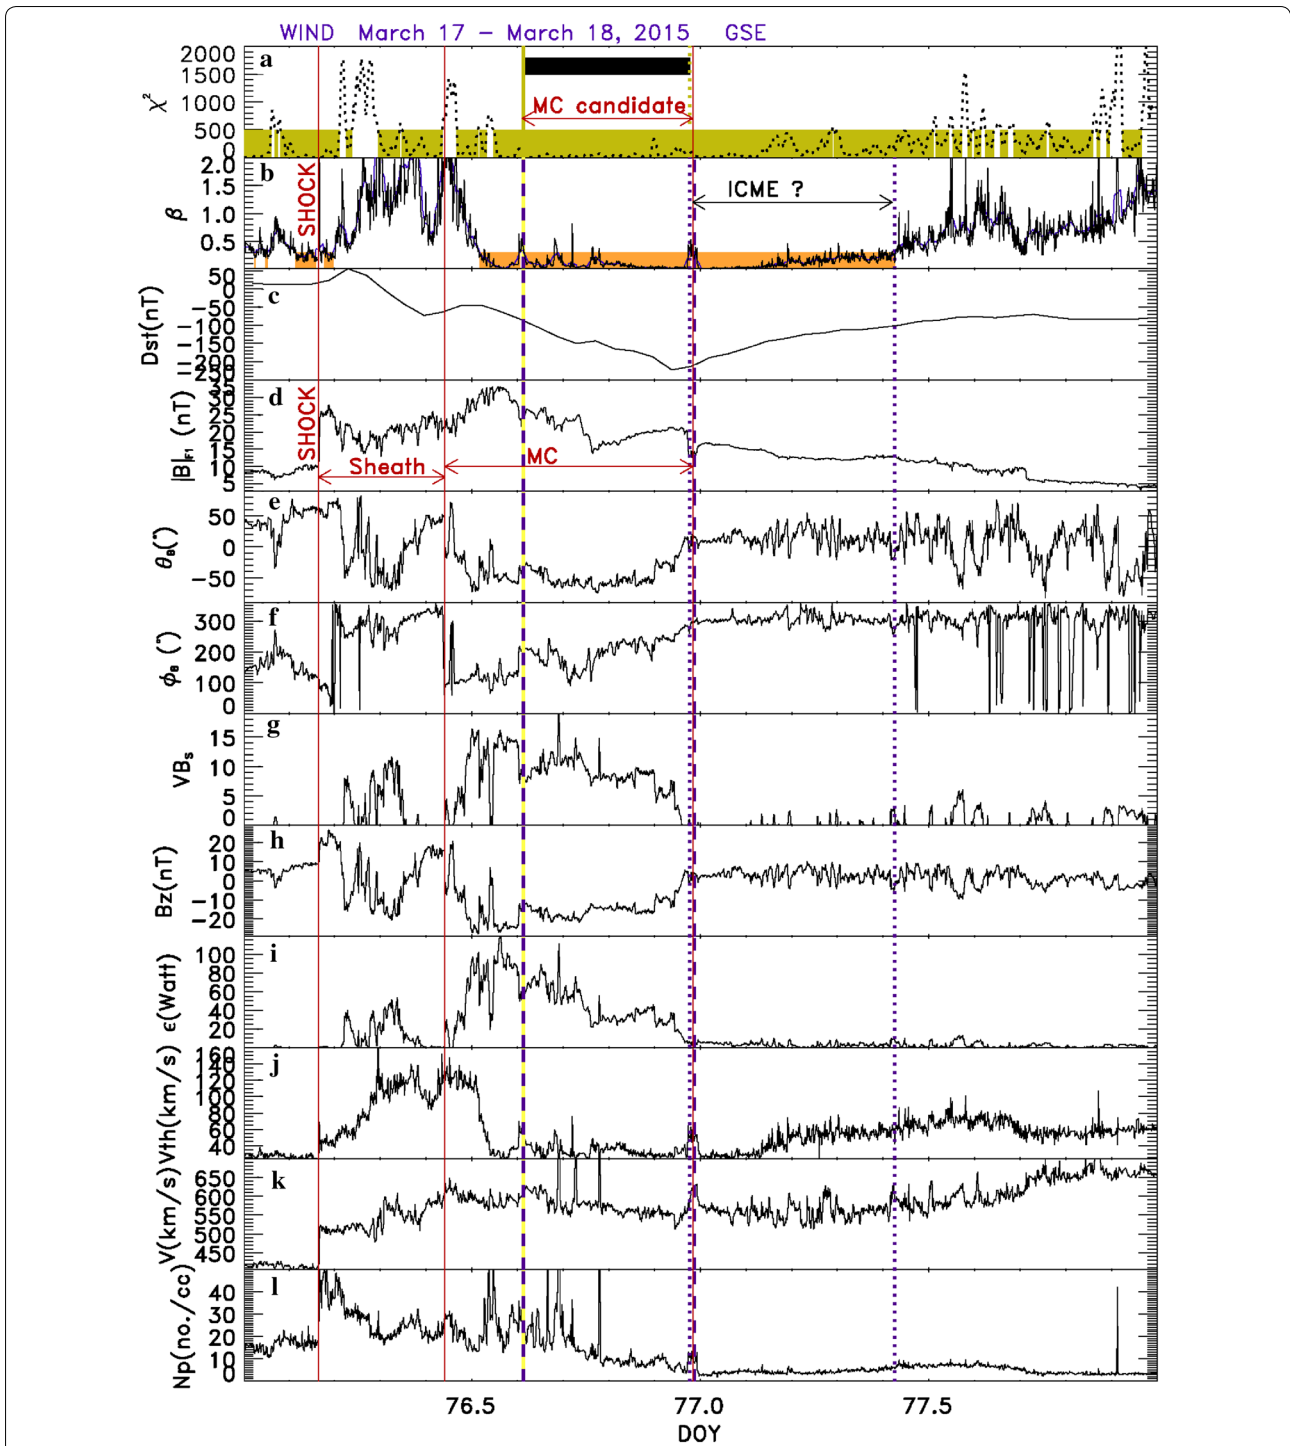 WIND March 17 – March 18, 2015 GSE
a
χ²
2000
1500
1000
500
0
MC candidate
b
β
2.0
1.5
1.0
0.5
SHOCK
ICME ?
c
Dst(nT)
50
0
−50
−100
−150
−200
−250
d
|B| (nT)
35
30
25
20
15
10
5
SHOCK
Sheath
MC
e
θB(°)
50
0
−50
f
φB (°)
300
200
100
0
g
VBs
15
10
5
0
h
Bz(nT)
20
10
0
−10
−20
i
ε(Watt)
100
80
60
40
20
j
Vth(km/s)
160
140
120
100
80
60
40
k
V(km/s)
650
600
550
500
450
l
Np(no./cc)
40
30
20
10
0
76.5 77.0 77.5
DOY